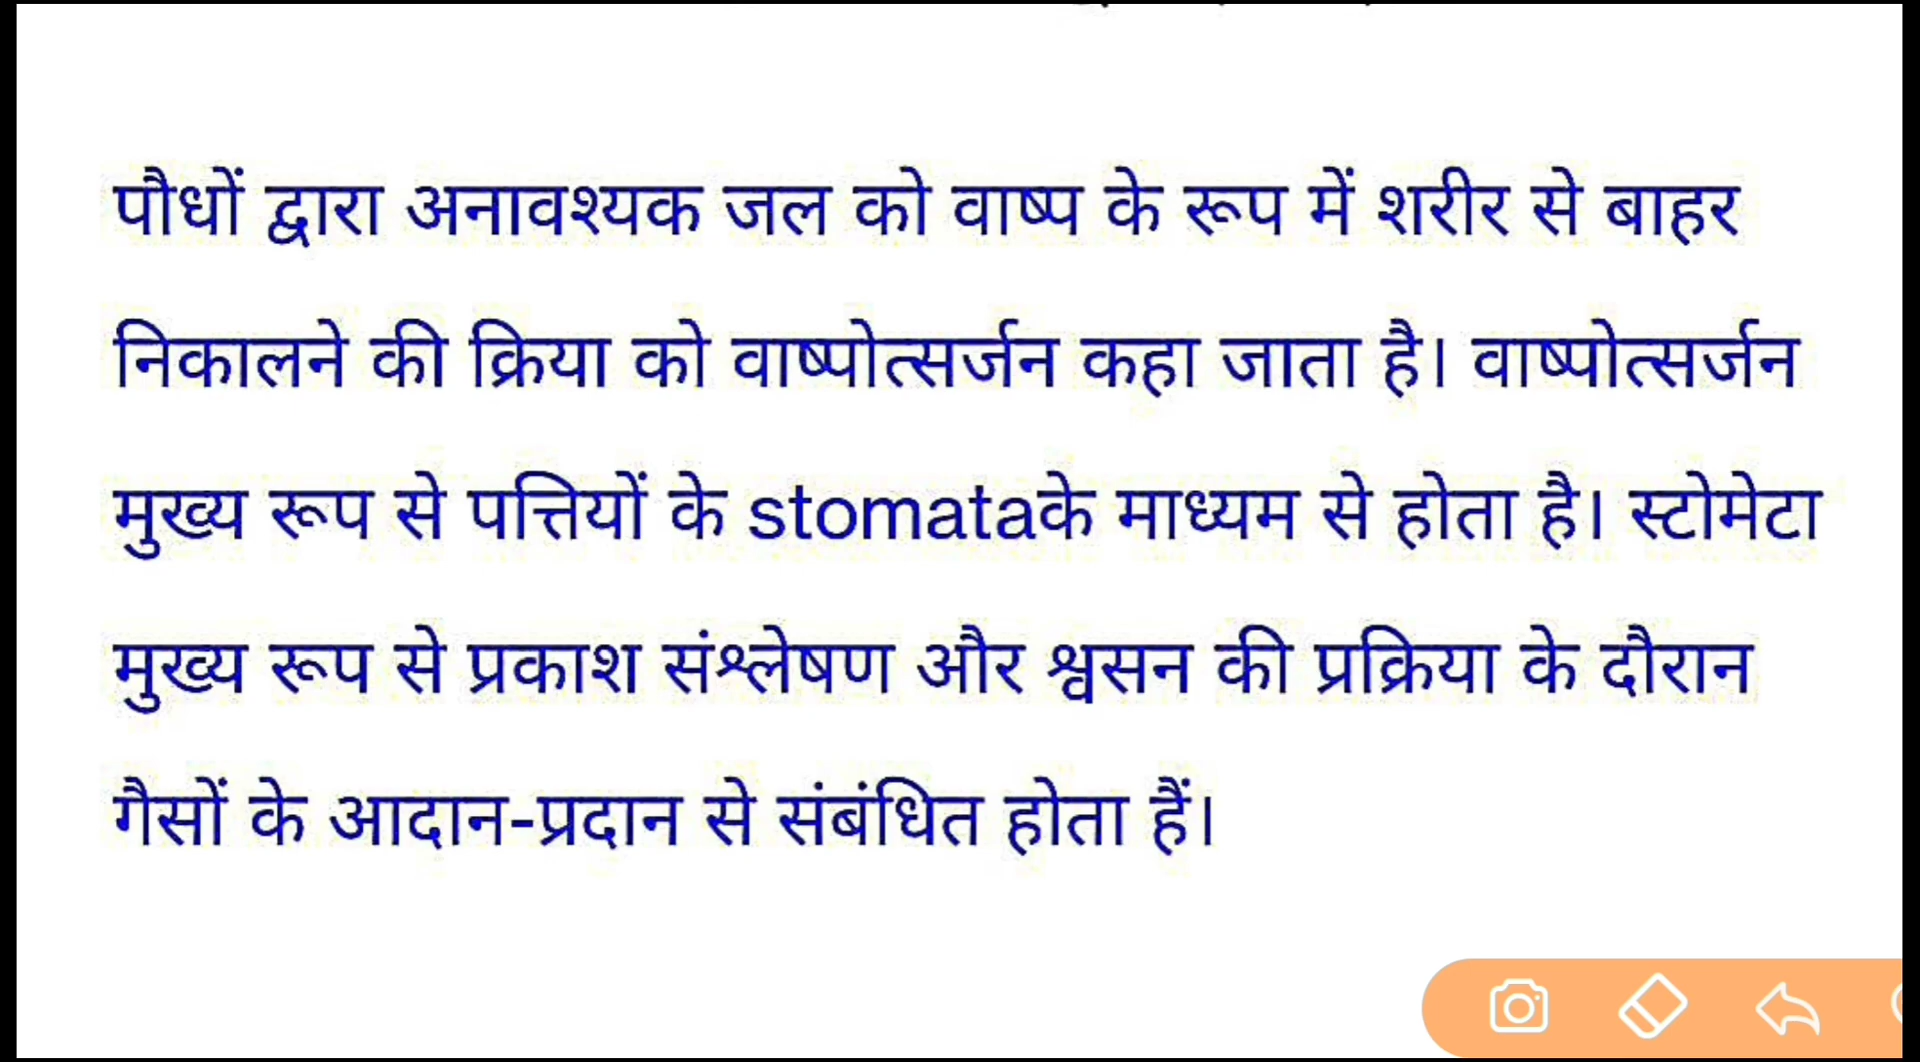 पौधों द्वारा अनावश्यक जल को वाष्प के रूप में शरीर से बाहर
निकालने की क्रिया को वाष्पोत्सर्जन कहा जाता है। वाष्पोत्सर्जन
मुख्य रूप से पत्तियों के stomataके माध्यम से होता है। स्टोमेटा
मुख्य रूप से प्रकाश संश्लेषण और श्वसन की प्रक्रिया के दौरान
गैसों के आदान-प्रदान से संबंधित होता हैं।